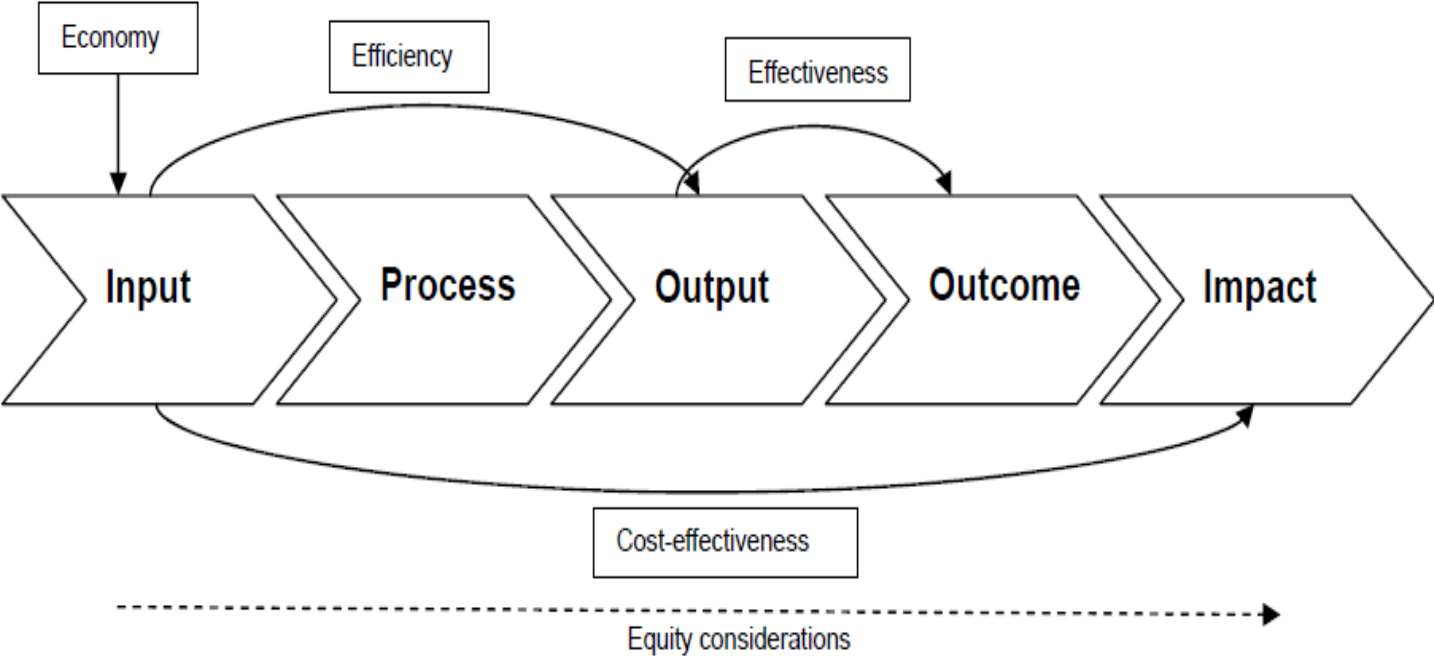 Economy
Efficiency
Effectiveness
Input
Process
Output
Outcome
Impact
Cost-effectiveness
Equity considerations